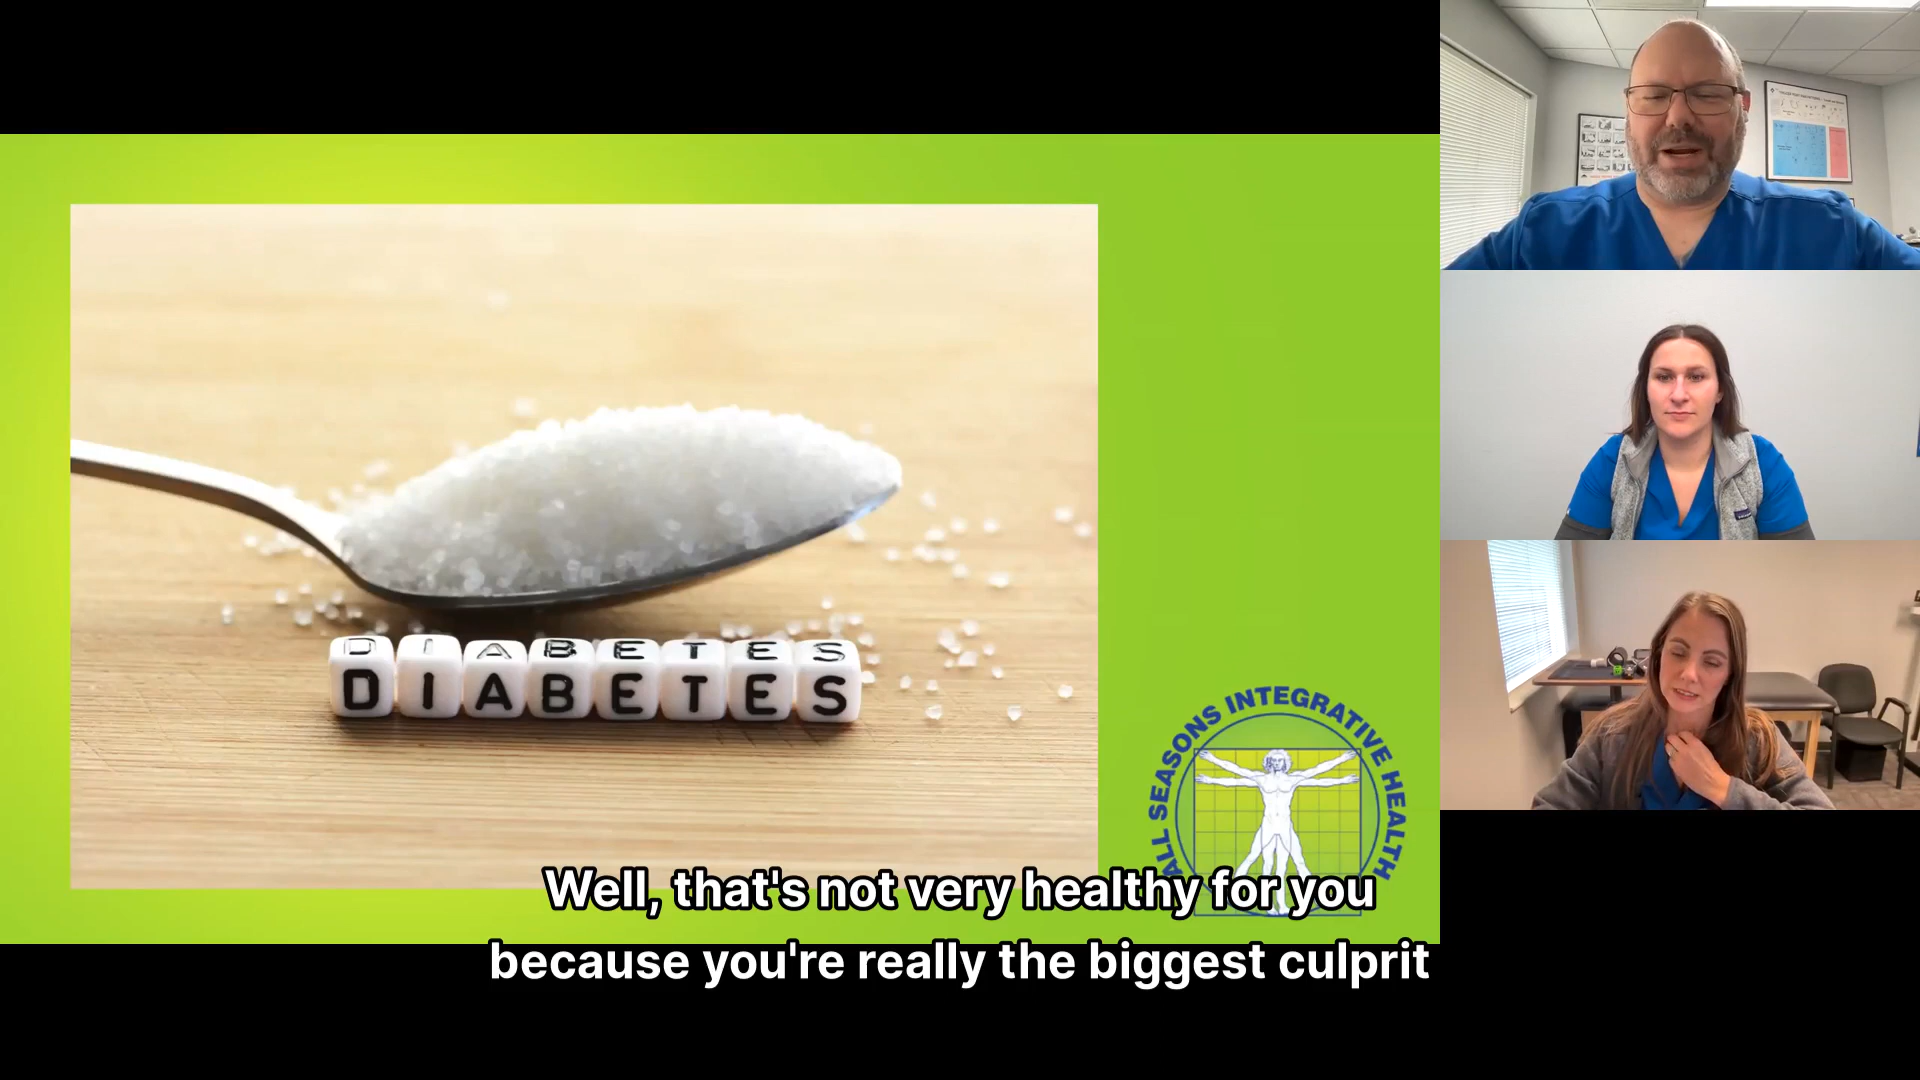 DIABETES
DIABETES
ALL SEASONS INTEGRATIVE HEALTH
Well, that's not very healthy for you
because you're really the biggest culprit